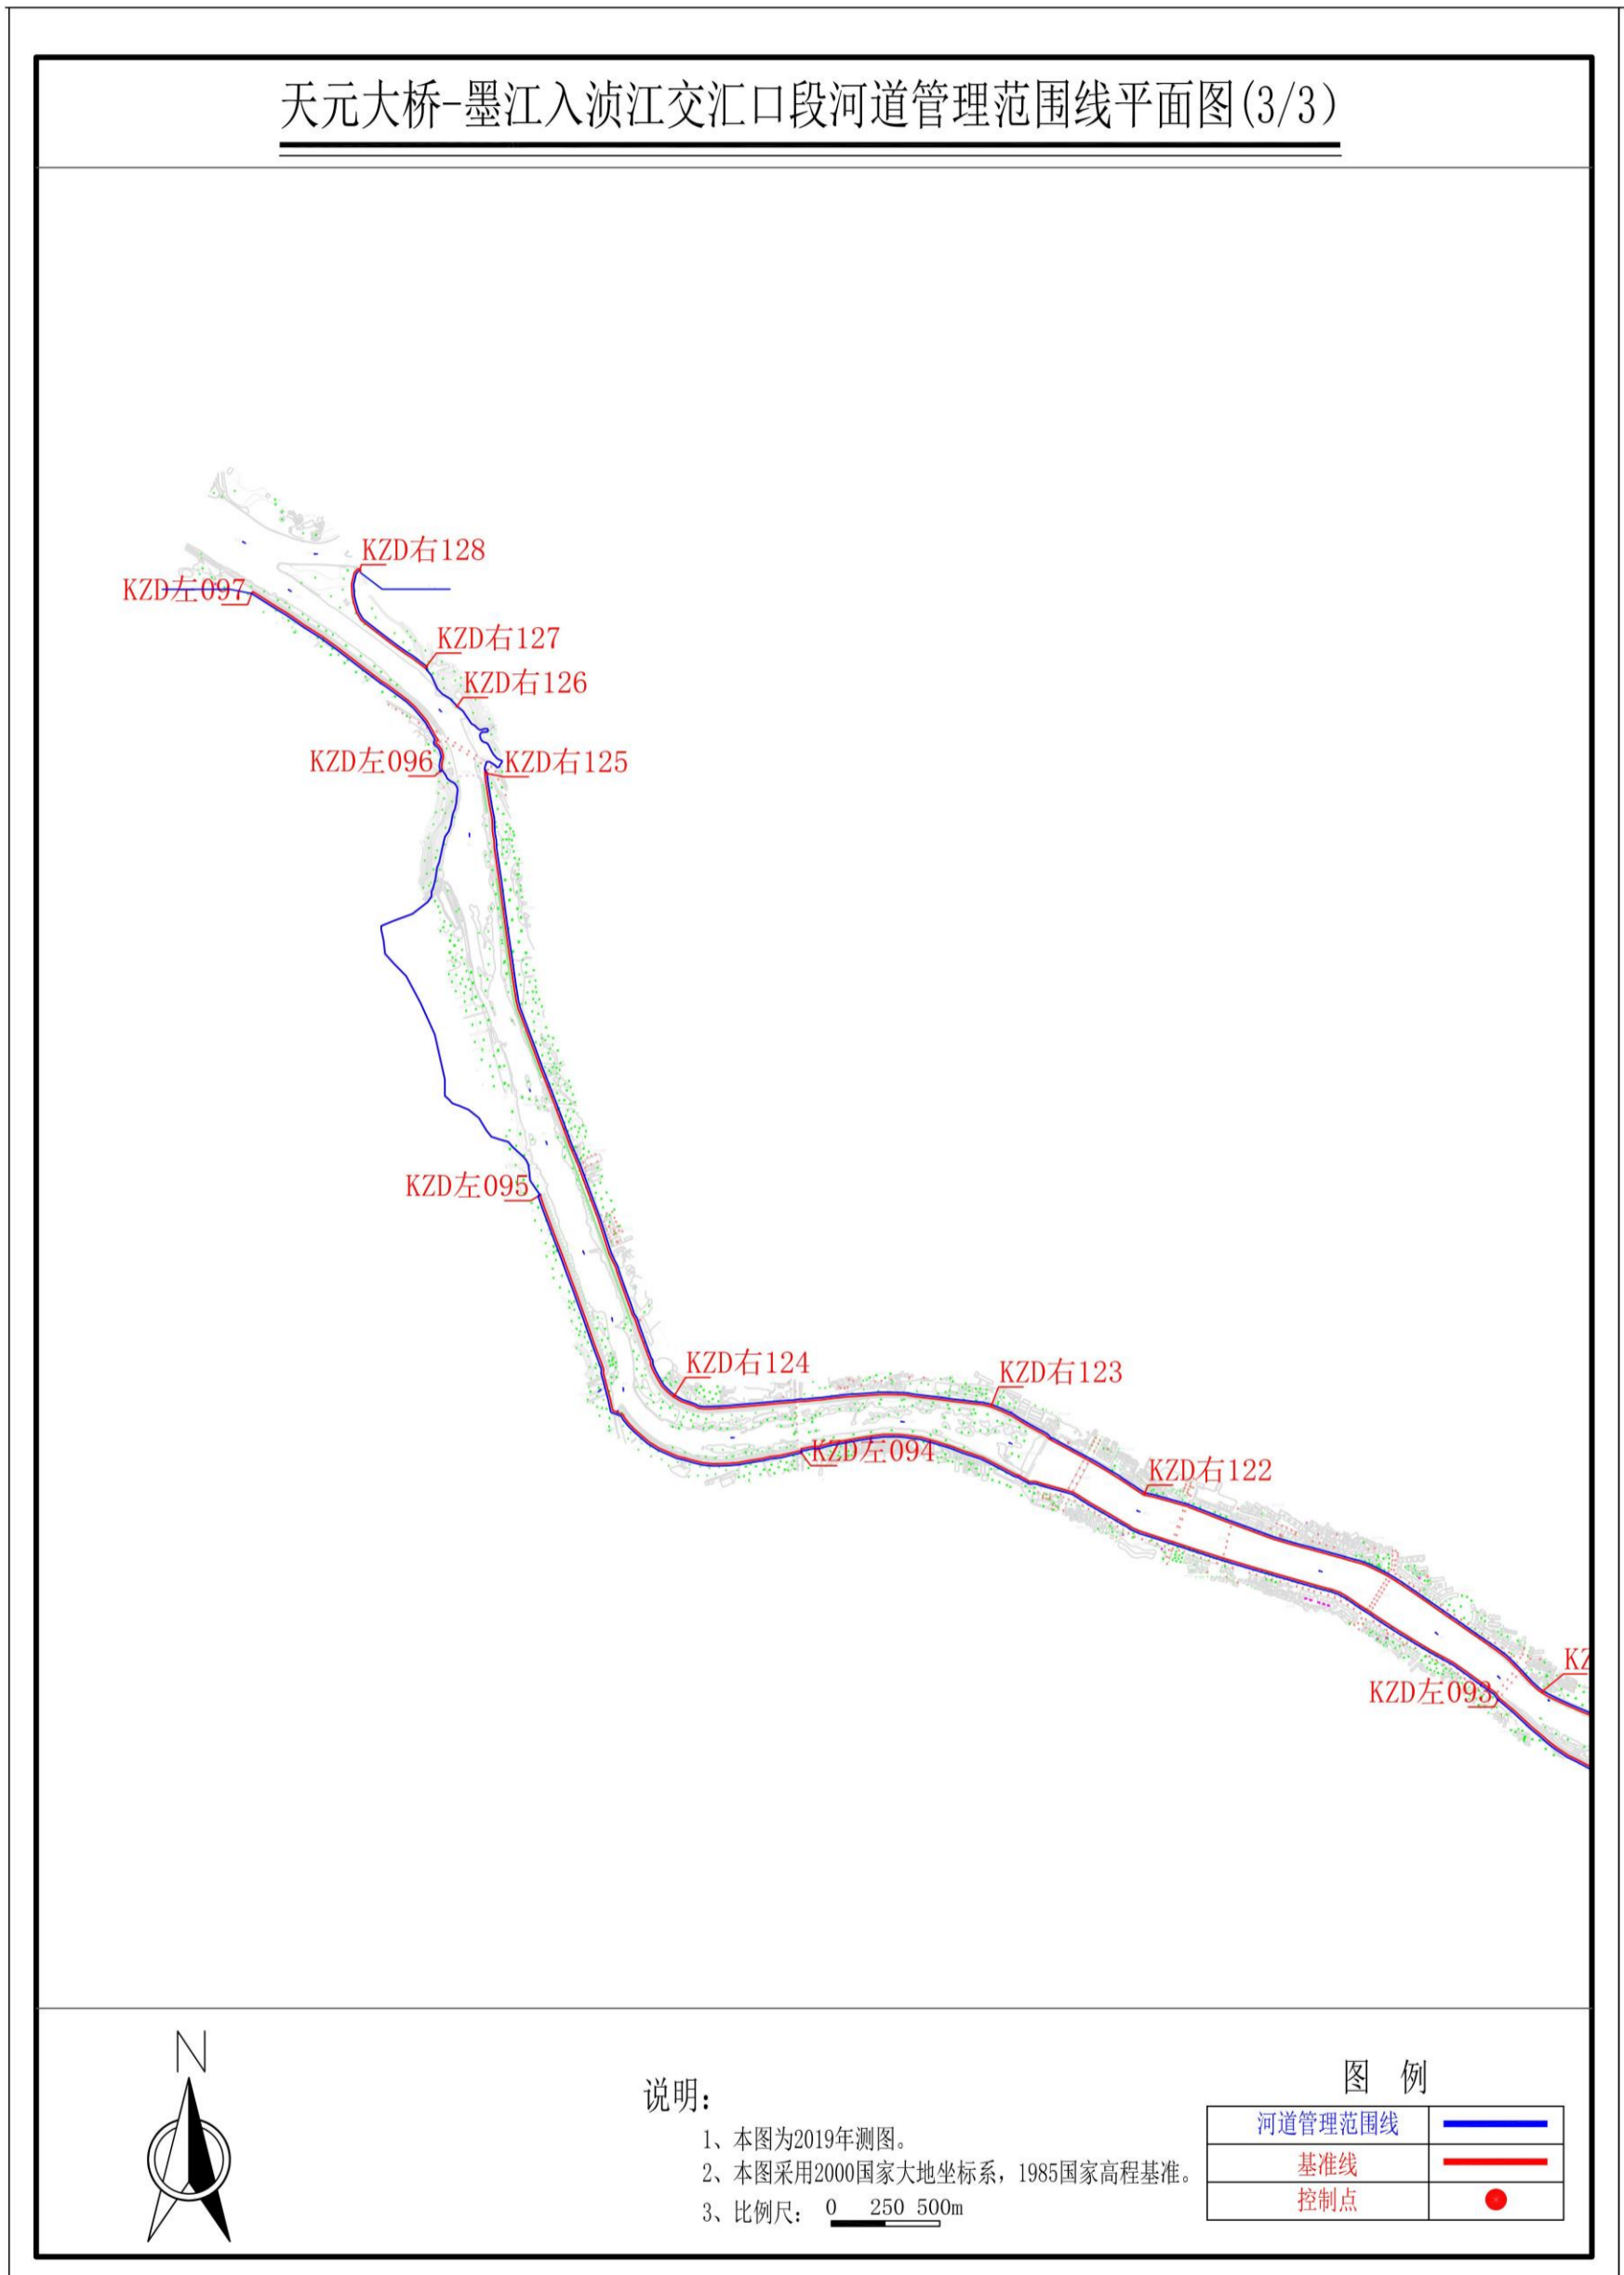 天元大桥-墨江入浈江交汇口段河道管理范围线平面图(3/3)
KZD右128
KZD左097
KZD右127
KZD右126
KZD左096
KZD右125
KZD左095
KZD右124
KZD右123
KZD左094
KZD右122
KZ
KZD左093
N
说明:
1、本图为2019年测图。
2、本图采用2000国家大地坐标系，1985国家高程基准。
3、比例尺： 0 250 500m
图 例
河道管理范围线
基准线
控制点